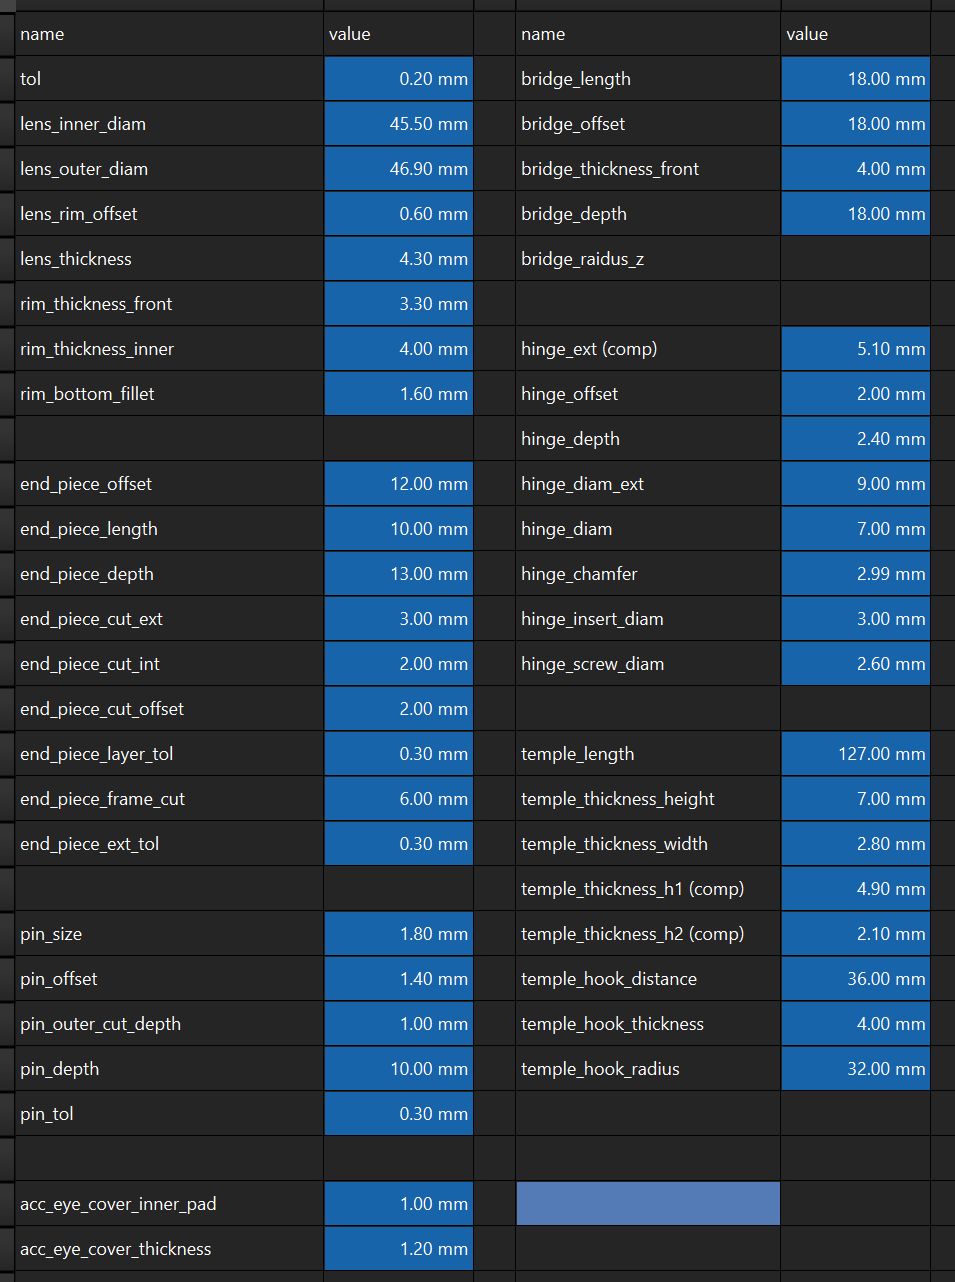 name value name value
tol 0.20 mm bridge_length 18.00 mm
lens_inner_diam 45.50 mm bridge_offset 18.00 mm
lens_outer_diam 46.90 mm bridge_thickness_front 4.00 mm
lens_rim_offset 0.60 mm bridge_depth 18.00 mm
lens_thickness 4.30 mm bridge_raidus_z
rim_thickness_front 3.30 mm
rim_thickness_inner 4.00 mm hinge_ext (comp) 5.10 mm
rim_bottom_fillet 1.60 mm hinge_offset 2.00 mm
hinge_depth 2.40 mm
end_piece_offset 12.00 mm hinge_diam_ext 9.00 mm
end_piece_length 10.00 mm hinge_diam 7.00 mm
end_piece_depth 13.00 mm hinge_chamfer 2.99 mm
end_piece_cut_ext 3.00 mm hinge_insert_diam 3.00 mm
end_piece_cut_int 2.00 mm hinge_screw_diam 2.60 mm
end_piece_cut_offset 2.00 mm
end_piece_layer_tol 0.30 mm temple_length 127.00 mm
end_piece_frame_cut 6.00 mm temple_thickness_height 7.00 mm
end_piece_ext_tol 0.30 mm temple_thickness_width 2.80 mm
temple_thickness_h1 (comp) 4.90 mm
pin_size 1.80 mm temple_thickness_h2 (comp) 2.10 mm
pin_offset 1.40 mm temple_hook_distance 36.00 mm
pin_outer_cut_depth 1.00 mm temple_hook_thickness 4.00 mm
pin_depth 10.00 mm temple_hook_radius 32.00 mm
pin_tol 0.30 mm
acc_eye_cover_inner_pad 1.00 mm
acc_eye_cover_thickness 1.20 mm